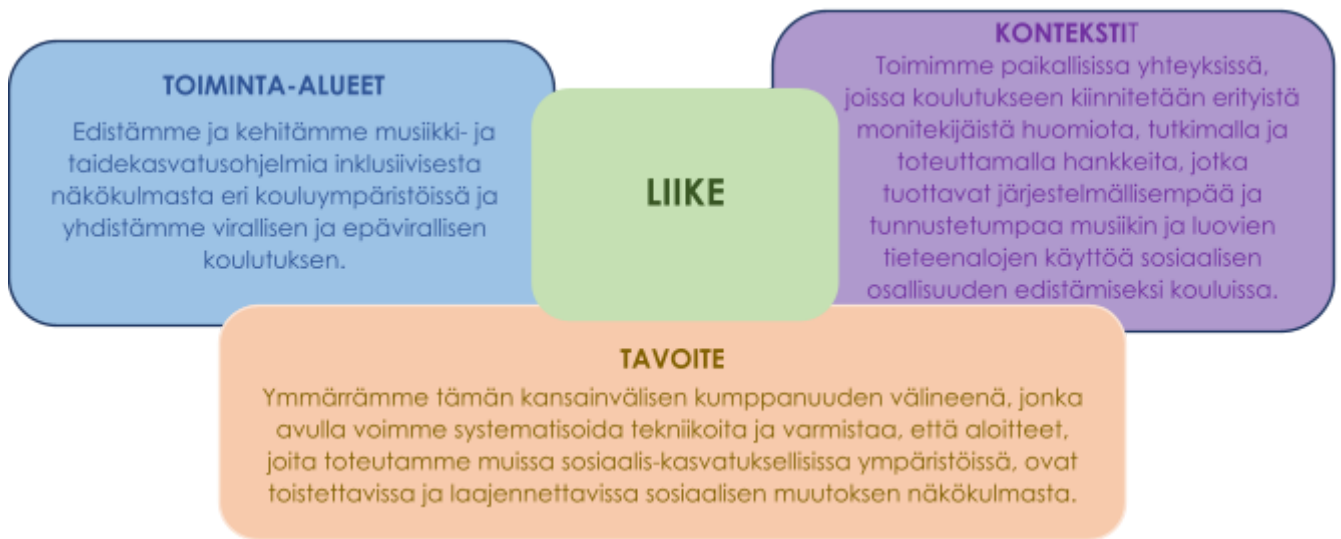 TOIMINTA-ALUEET
Edistämme ja kehitämme musiikki- ja
taidekasvatusohjelmia inklusiivisesta
näkökulmasta eri kouluympäristöissä ja
yhdistämme virallisen ja epävirallisen
koulutuksen.
LIIKE
KONTEKSTIT
Toimimme paikallisissa yhteyksissä,
joissa koulutukseen kiinnitetään erityistä
monitekijäistä huomiota, tutkimalla ja
toteuttamalla hankkeita, jotka
tuottavat järjestelmällisempää ja
tunnustetumpaa musiikin ja luovien
tieteenalojen käyttöä sosiaalisen
osallisuuden edistämiseksi kouluissa.
TAVOITE
Ymmärrämme tämän kansainvälisen kumppanuuden välineenä, jonka
avulla voimme systematisoida tekniikoita ja varmistaa, että aloitteet,
joita toteutamme muissa sosiaalis-kasvatuksellisissa ympäristöissä, ovat
toistettavissa ja laajennettavissa sosiaalisen muutoksen näkökulmasta.